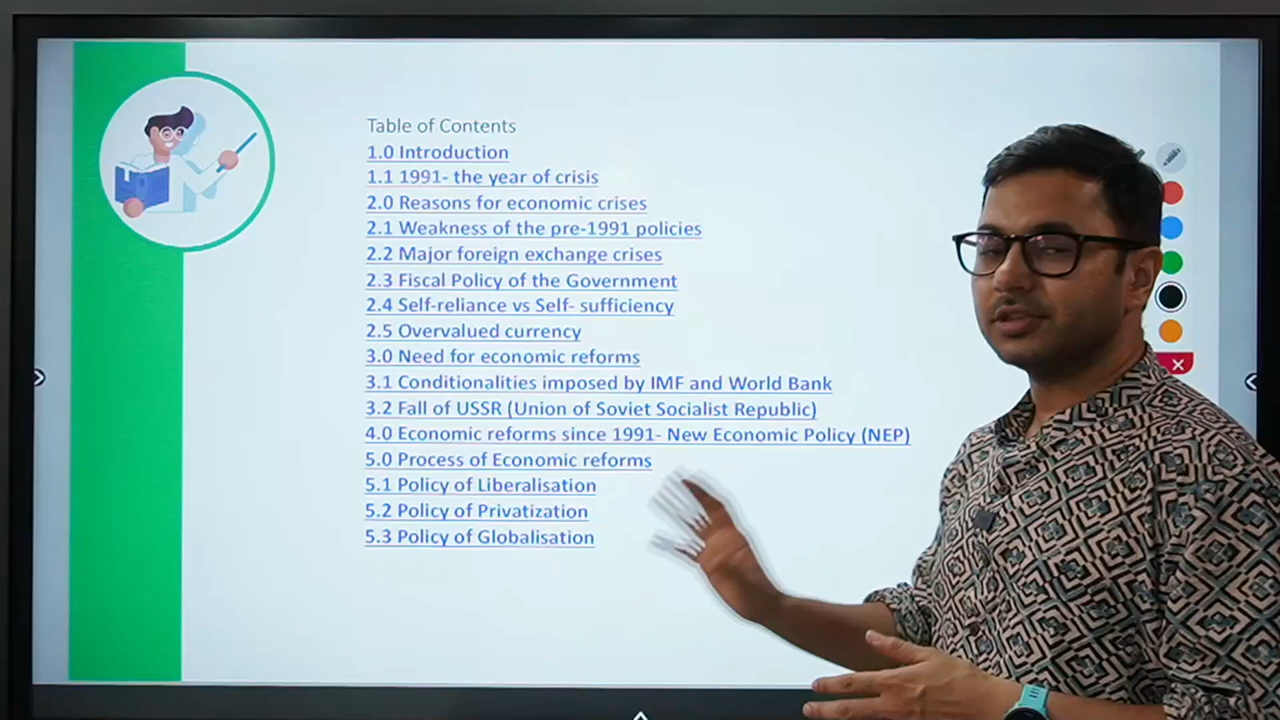 Table of Contents
1.0 Introduction
1.1 1991- the year of crisis
2.0 Reasons for economic crises
2.1 Weakness of the pre-1991 policies
2.2 Major foreign exchange crises
2.3 Fiscal Policy of the Government
2.4 Self-reliance vs Self- sufficiency
2.5 Overvalued currency
3.0 Need for economic reforms
3.1 Conditionalities imposed by IMF and World Bank
3.2 Fall of USSR (Union of Soviet Socialist Republic)
4.0 Economic reforms since 1991- New Economic Policy (NEP)
5.0 Process of Economic reforms
5.1 Policy of Liberalisation
5.2 Policy of Privatization
5.3 Policy of Globalisation